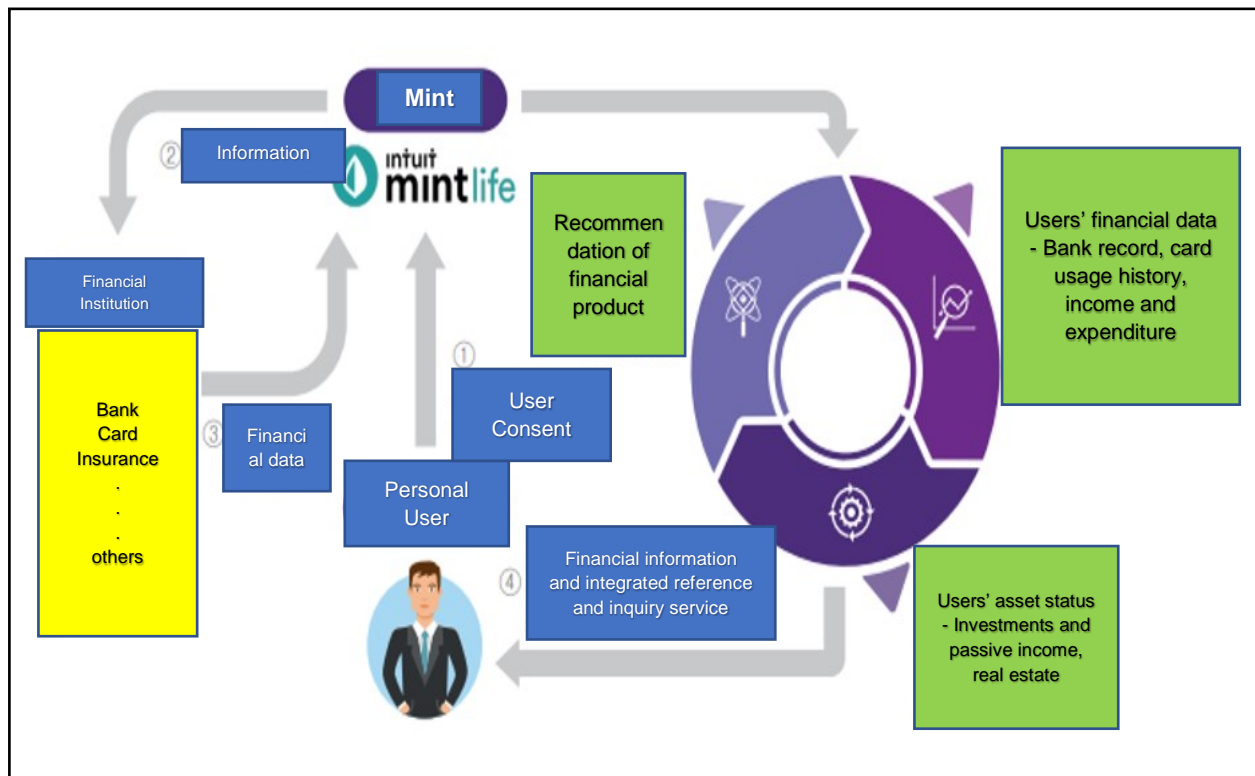 Mint
②
Information
ıntuıt
mintlife
Financial
Institution
Bank
Card
Insurance
.
.
.
others
③
Financi
al data
①
User
Consent
Personal
User
④
Financial information
and integrated reference
and inquiry service
Recommen
dation of
financial
product
Users’ financial data
- Bank record, card
usage history,
income and
expenditure
Users’ asset status
- Investments and
passive income,
real estate